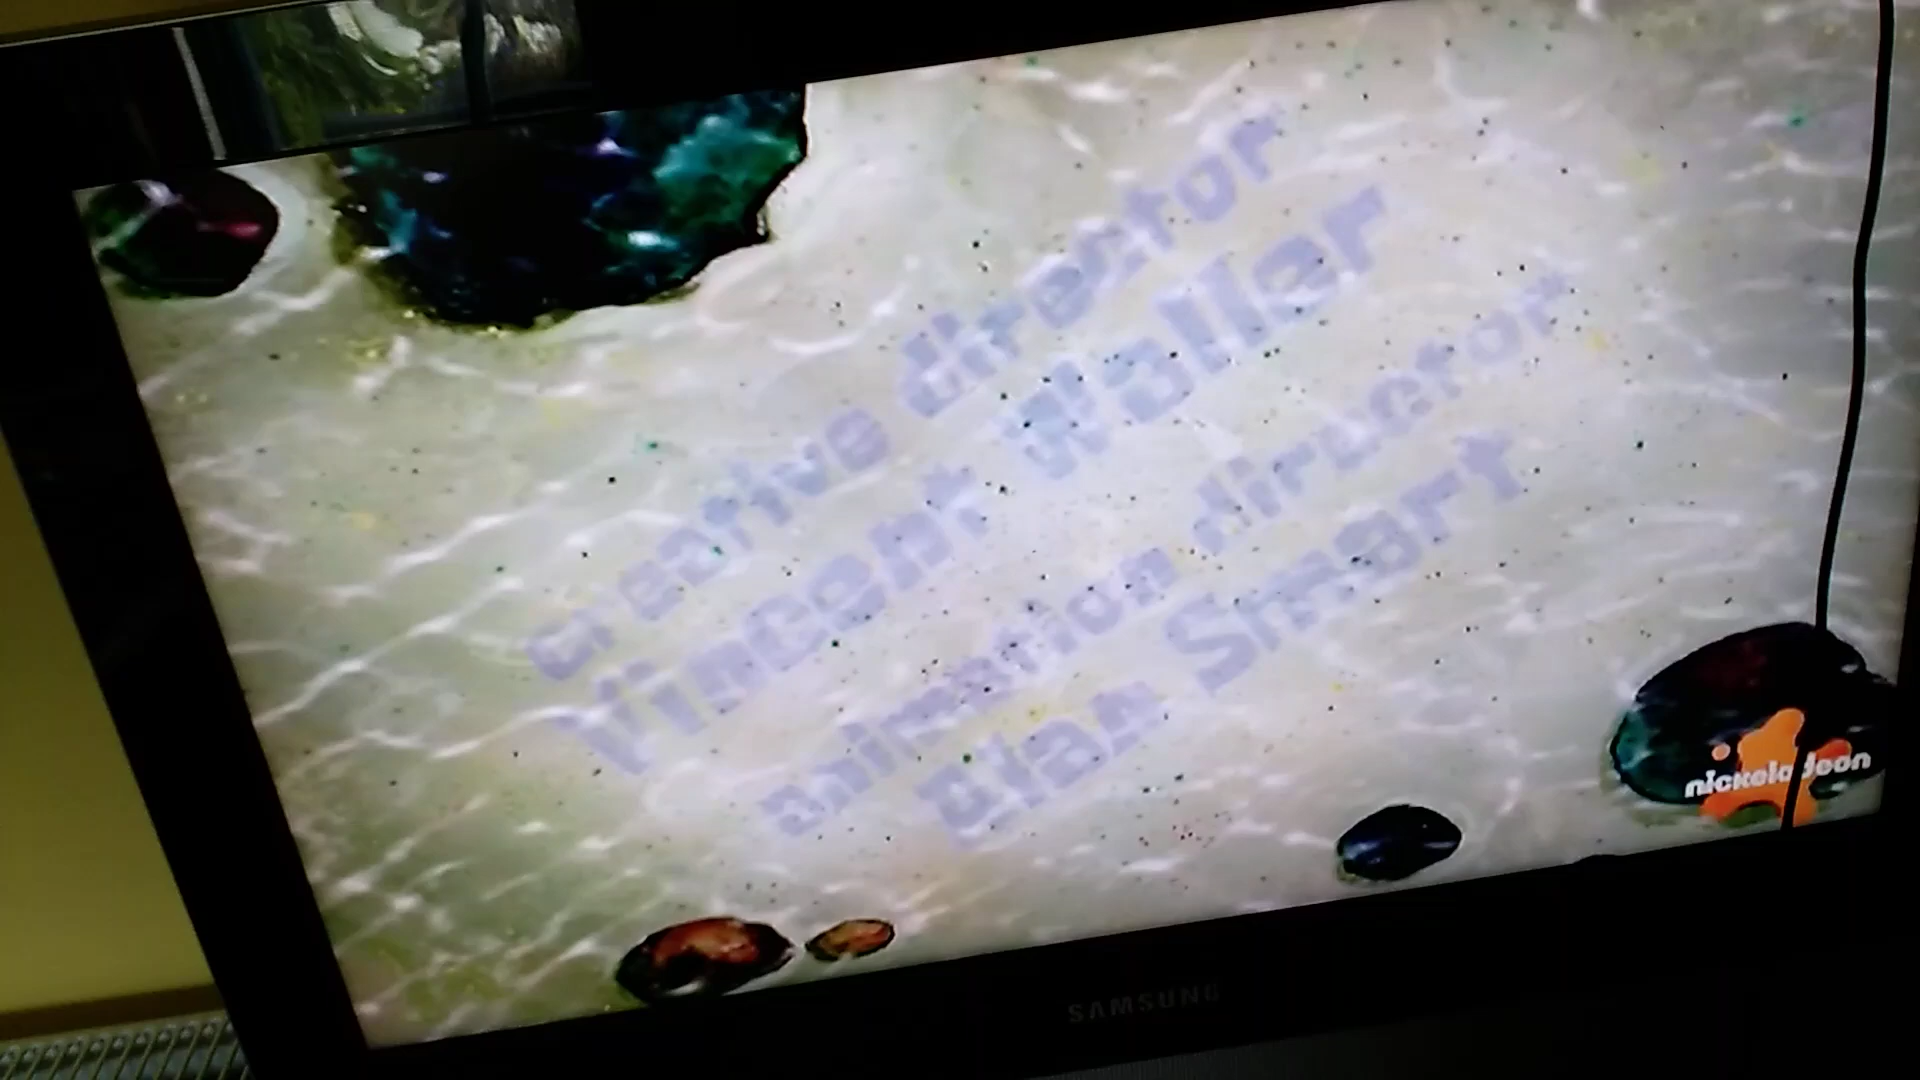 creative director
Vincent Waller
animation director
Alan Smart
nickelodeon
SAMSUNG